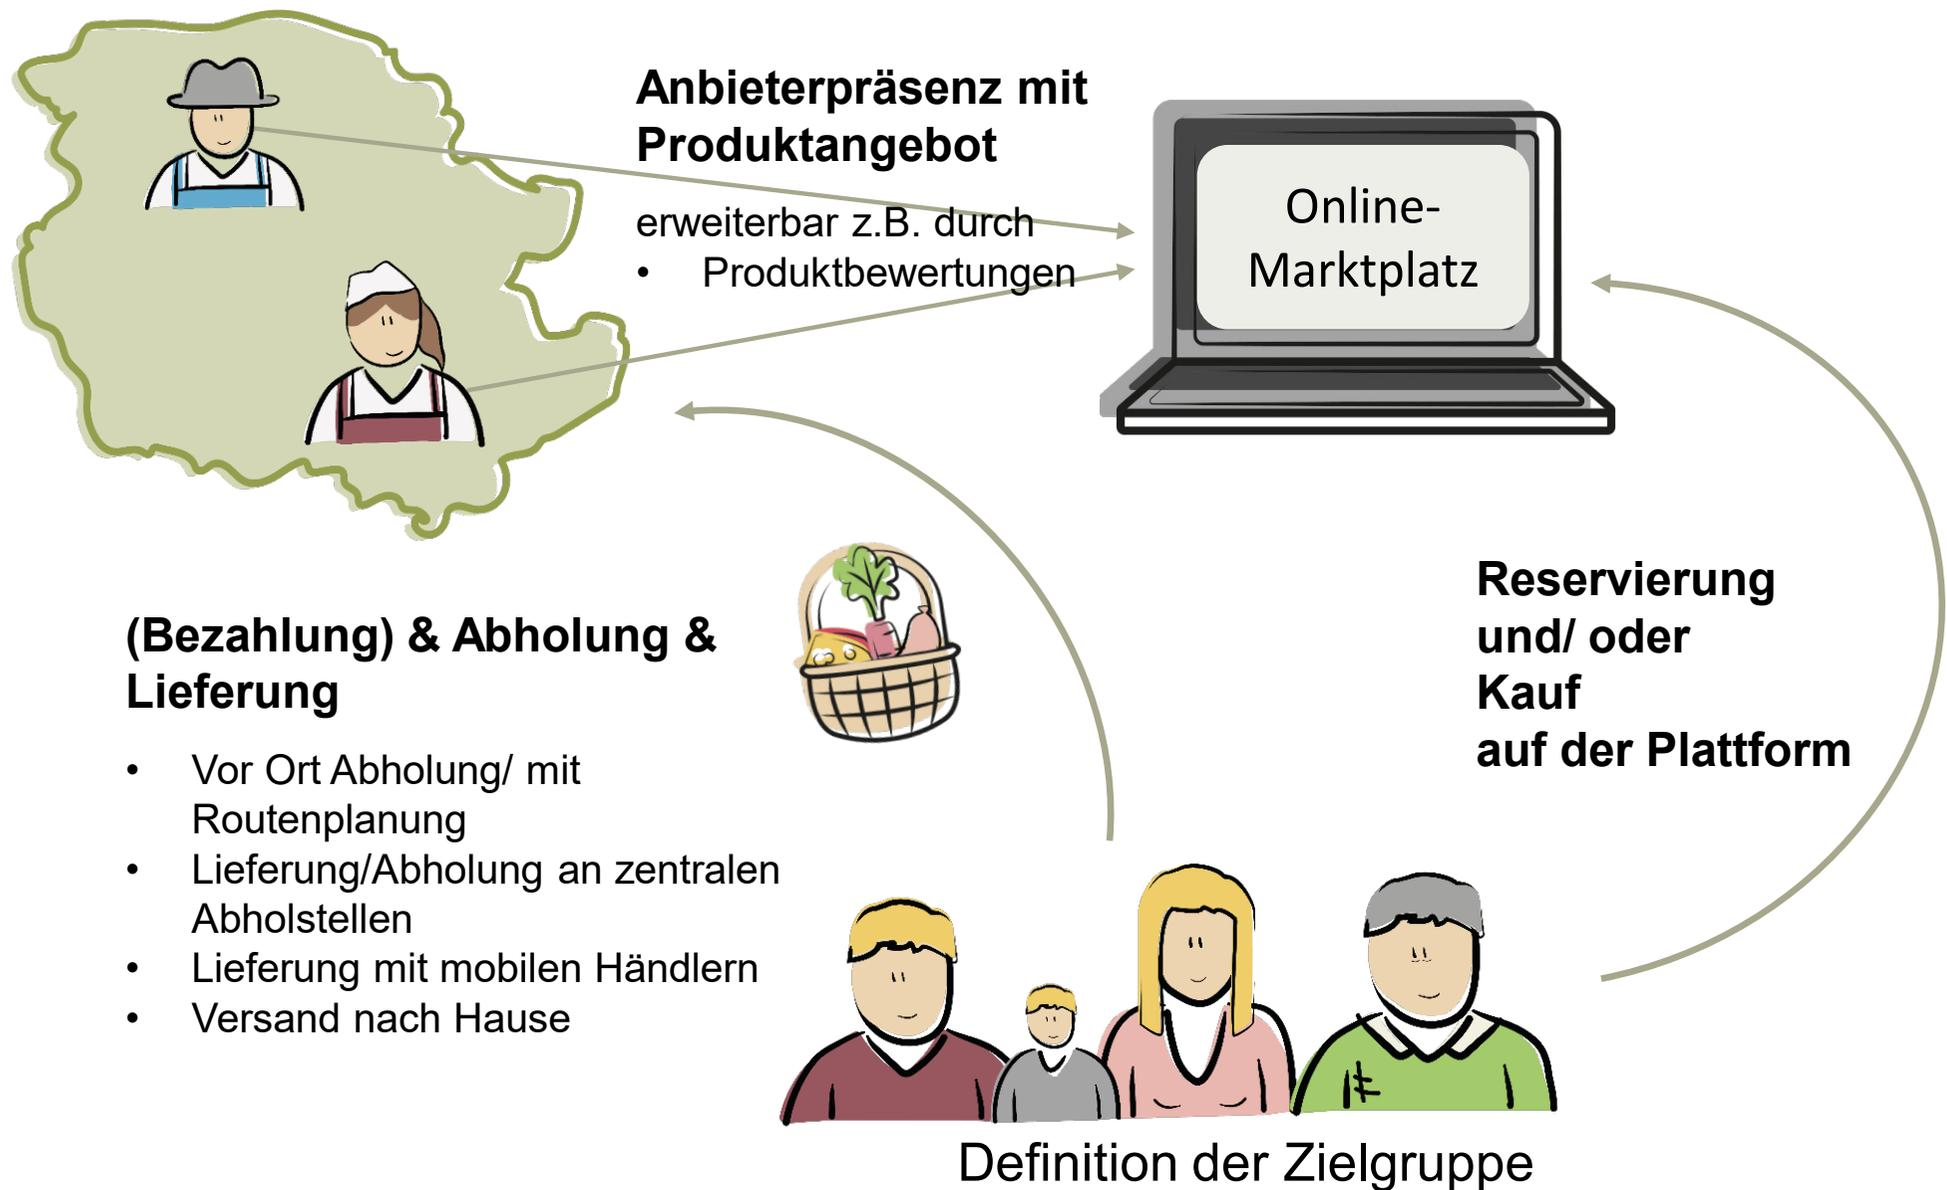 Anbieterpräsenz mit
Produktangebot
erweiterbar z.B. durch
• Produktbewertungen
Online-
Marktplatz
Reservierung
und/ oder
Kauf
auf der Plattform
(Bezahlung) & Abholung &
Lieferung
• Vor Ort Abholung/ mit
Routenplanung
• Lieferung/Abholung an zentralen
Abholstellen
• Lieferung mit mobilen Händlern
• Versand nach Hause
Definition der Zielgruppe